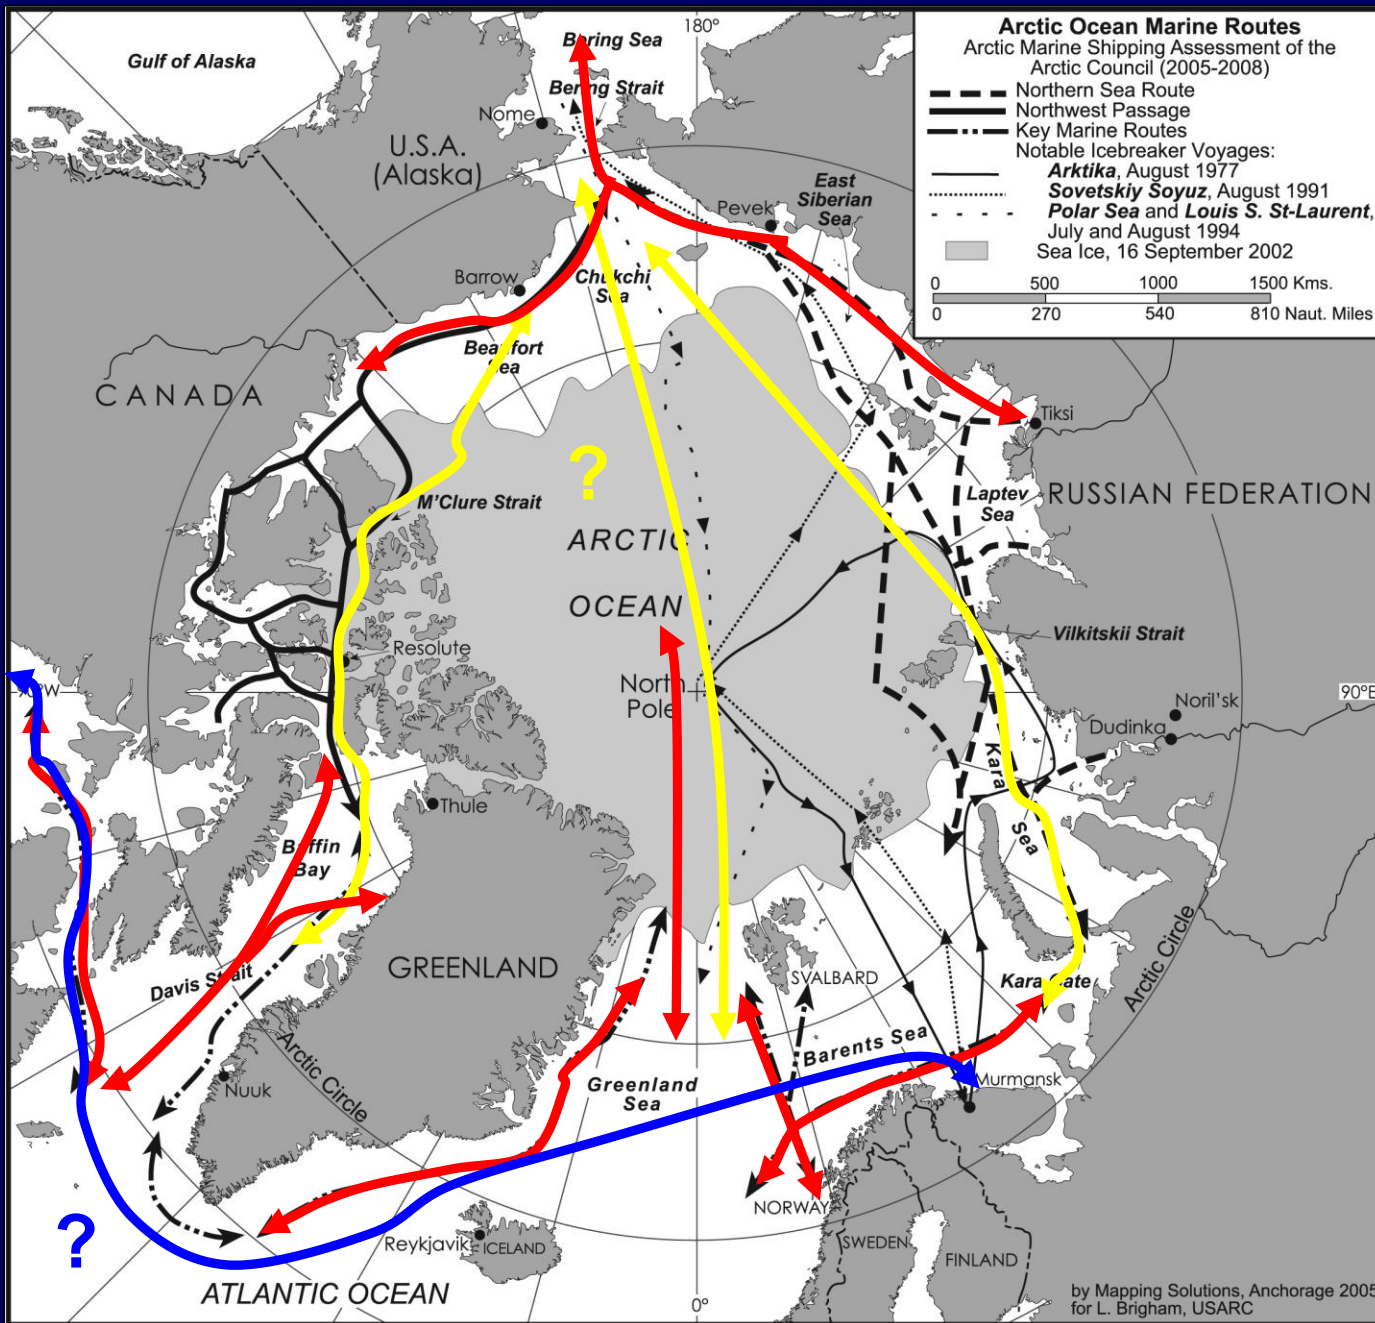 Arctic Ocean Marine Routes
Arctic Marine Shipping Assessment of the
Arctic Council (2005-2008)
Northern Sea Route
Northwest Passage
Key Marine Routes
Notable Icebreaker Voyages:
Arktika, August 1977
Sovetskiy Soyuz, August 1991
Polar Sea and Louis S. St-Laurent,
July and August 1994
Sea Ice, 16 September 2002
0 500 1000 1500 Kms.
0 270 540 810 Naut. Miles
180°
Gulf of Alaska
Bering Sea
Bering Strait
Nome
U.S.A.
(Alaska)
East
Siberian
Sea
Pevek
Barrow
Chukchi
Sea
Beaufort
Sea
CANADA
Tiksi
?
M'Clure Strait
Laptev
Sea
RUSSIAN FEDERATION
ARCTIC
OCEAN
Vilkitskii Strait
Resolute
North
Pole
90°W
90°E
Noril'sk
Dudinka
Kara
Sea
Thule
Baffin
Bay
GREENLAND
Davis Strait
SVALBARD
Kara Gate
Arctic Circle
Barents Sea
Murmansk
Nuuk
Arctic Circle
Greenland
Sea
?
NORWAY
Reykjavik
ICELAND
SWEDEN
FINLAND
ATLANTIC OCEAN
0°
by Mapping Solutions, Anchorage 2005
for L. Brigham, USARC